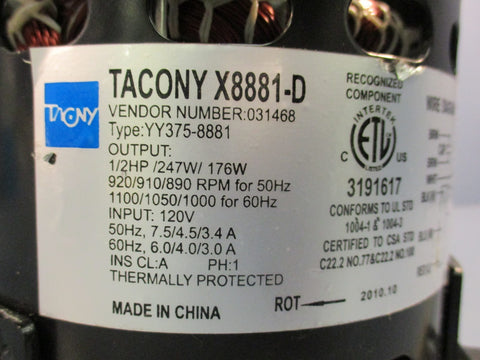 TACONY
TACONY X8881-D
VENDOR NUMBER:031468
Type:YY375-8881
OUTPUT:
1/2HP /247W/ 176W
920/910/890 RPM for 50Hz
1100/1050/1000 for 60Hz
INPUT: 120V
50Hz, 7.5/4.5/3.4 A
60Hz, 6.0/4.0/3.0 A
INS CL:A PH:1
THERMALLY PROTECTED
MADE IN CHINA
RECOGNIZED
COMPONENT
INTERTEK
ETL
C US
3191617
CONFORMS TO UL STD
1004-1 & 1004-3
CERTIFIED TO CSA STD
C22.2 NO.77&C22.2 NO.100
ROT
2010.10
WIRE